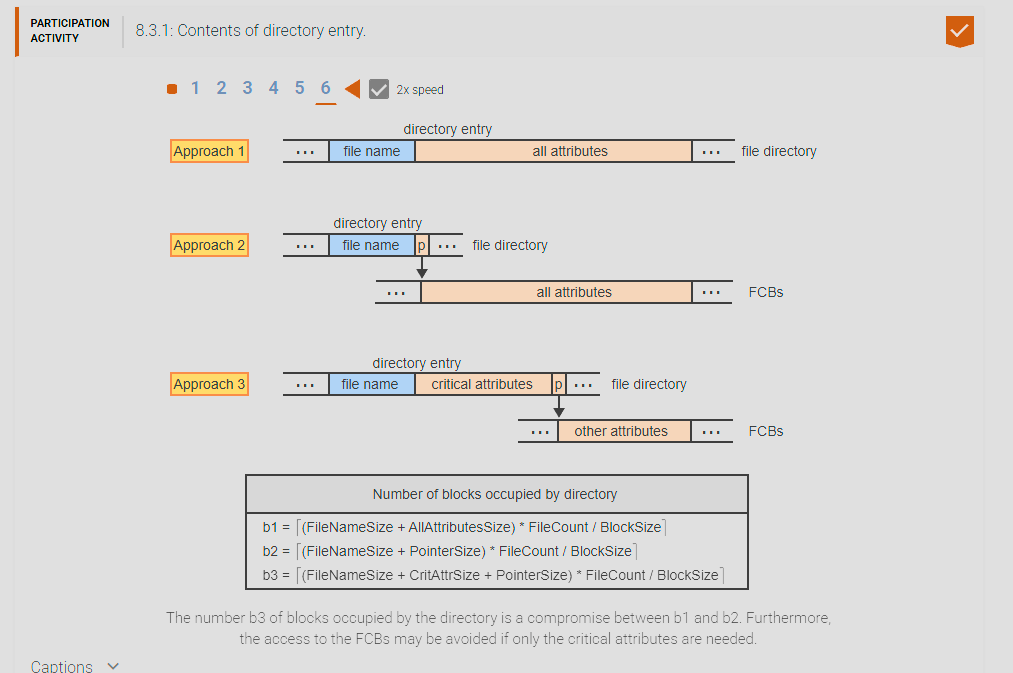 PARTICIPATION
ACTIVITY
8.3.1: Contents of directory entry.
1 2 3 4 5 6 2x speed
directory entry
Approach 1 ... file name all attributes ... file directory
directory entry
Approach 2 ... file name p ... file directory
... all attributes ... FCBs
directory entry
Approach 3 ... file name critical attributes p ... file directory
... other attributes ... FCBs
Number of blocks occupied by directory
b1 = ⌈(FileNameSize + AllAttributesSize) * FileCount / BlockSize⌉
b2 = ⌈(FileNameSize + PointerSize) * FileCount / BlockSize⌉
b3 = ⌈(FileNameSize + CritAttrSize + PointerSize) * FileCount / BlockSize⌉
The number b3 of blocks occupied by the directory is a compromise between b1 and b2. Furthermore,
the access to the FCBs may be avoided if only the critical attributes are needed.
Captions